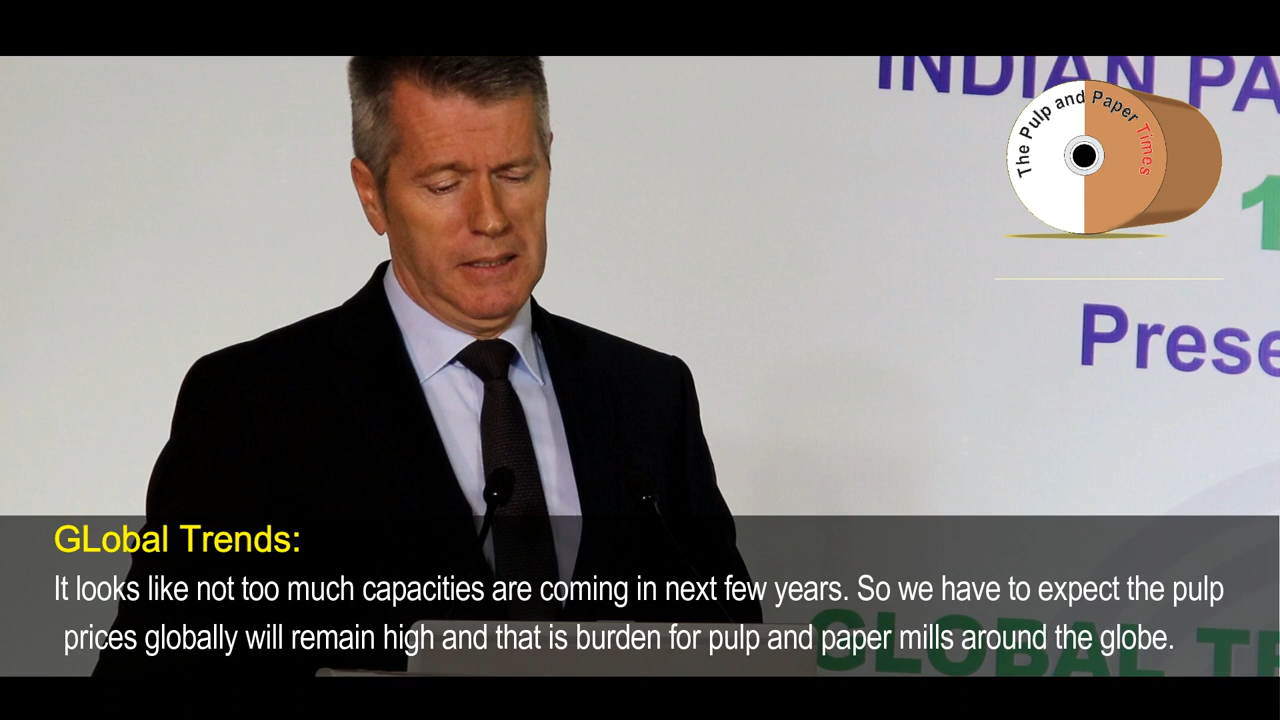 INDIAN PA
The Pulp and Paper Times
1
Prese
GLobal Trends:
It looks like not too much capacities are coming in next few years. So we have to expect the pulp
prices globally will remain high and that is burden for pulp and paper mills around the globe.
GLOBAL TR